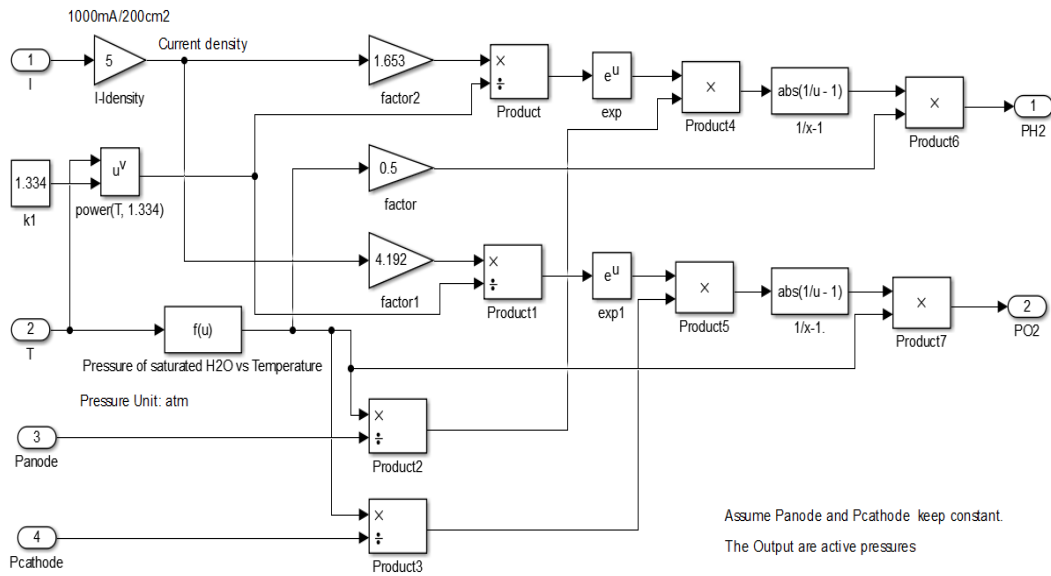 1000mA/200cm2
Current density
1
I
5
I-Idensity
1.653
factor2
×
÷
Product
e^u
exp
×
Product4
abs(1/u - 1)
1/x-1
×
Product6
1
PH2
1.334
k1
u^v
power(T, 1.334)
0.5
factor
4.192
factor1
×
÷
Product1
e^u
exp1
×
Product5
abs(1/u - 1)
1/x-1.
×
Product7
2
PO2
2
T
f(u)
Pressure of saturated H2O vs Temperature
Pressure Unit: atm
3
Panode
×
÷
Product2
4
Pcathode
×
÷
Product3
Assume Panode and Pcathode keep constant.
The Output are active pressures